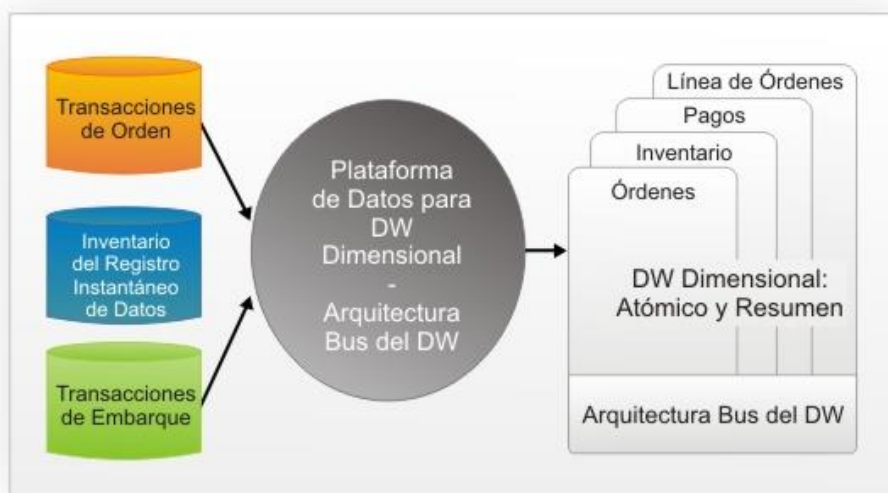 Transacciones
de Orden
Inventario
del Registro
Instantáneo
de Datos
Transacciones
de Embarque
Plataforma
de Datos para
DW
Dimensional
-
Arquitectura
Bus del DW
Línea de Órdenes
Pagos
Inventario
Órdenes
DW Dimensional:
Atómico y Resumen
Arquitectura Bus del DW